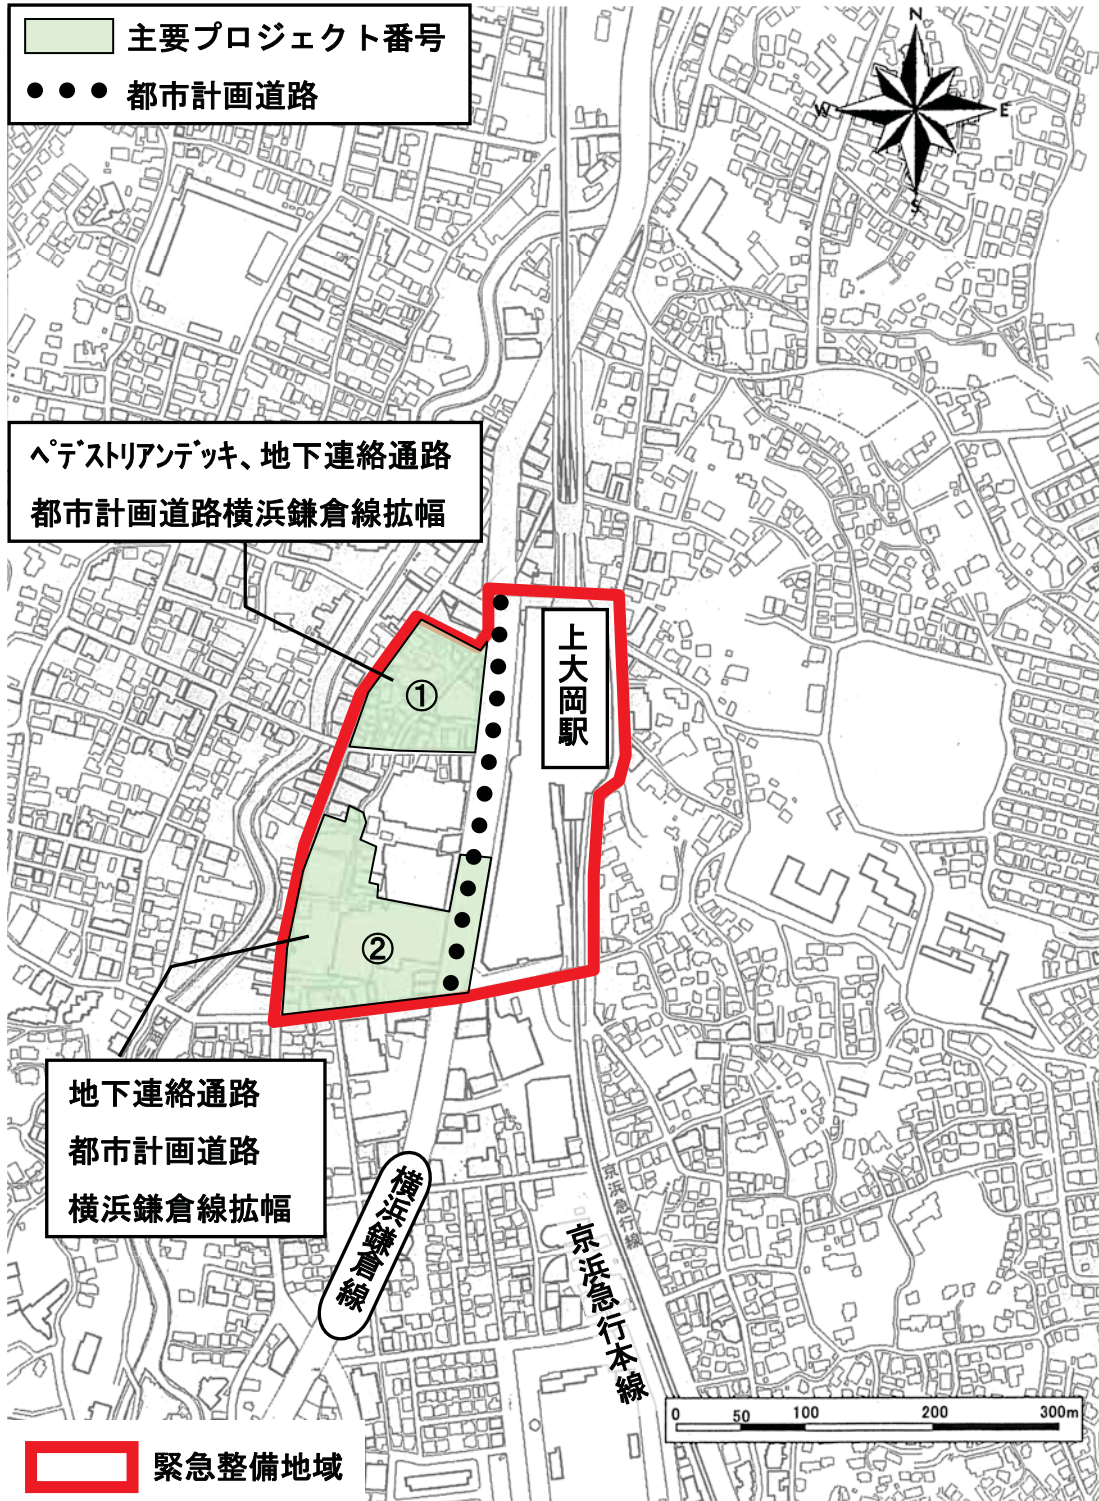 主要プロジェクト番号
都市計画道路
N
W
E
S
ペデストリアンデッキ、地下連絡通路
都市計画道路横浜鎌倉線拡幅
上大岡駅
①
②
地下連絡通路
都市計画道路
横浜鎌倉線拡幅
横浜鎌倉線
京浜急行線
京浜急行本線
0 50 100 200 300m
緊急整備地域